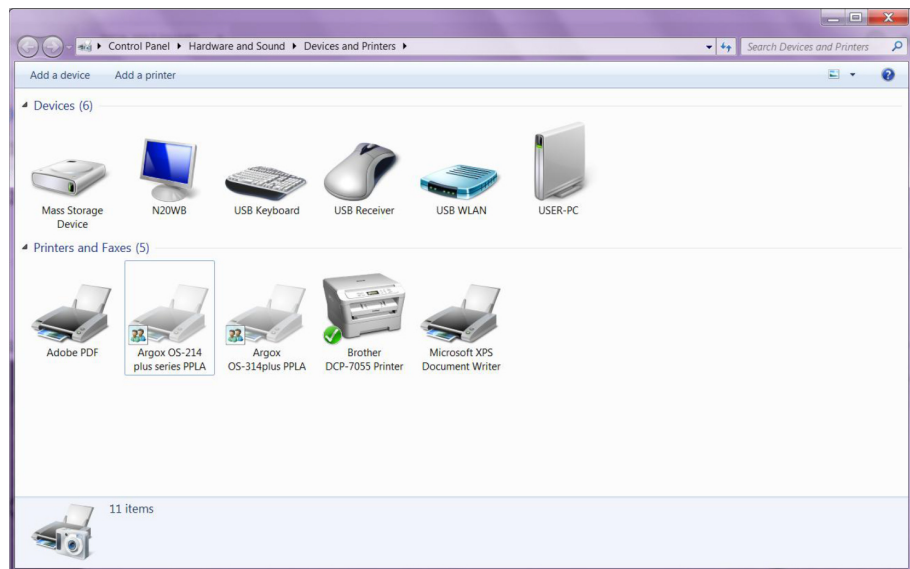 Control Panel Hardware and Sound Devices and Printers
Search Devices and Printers
Add a device Add a printer
Devices (6)
Mass Storage
Device
N20WB
USB Keyboard
USB Receiver
USB WLAN
USER-PC
Printers and Faxes (5)
Adobe PDF
Argox OS-214
plus series PPLA
Argox
OS-314plus PPLA
Brother
DCP-7055 Printer
Microsoft XPS
Document Writer
11 items